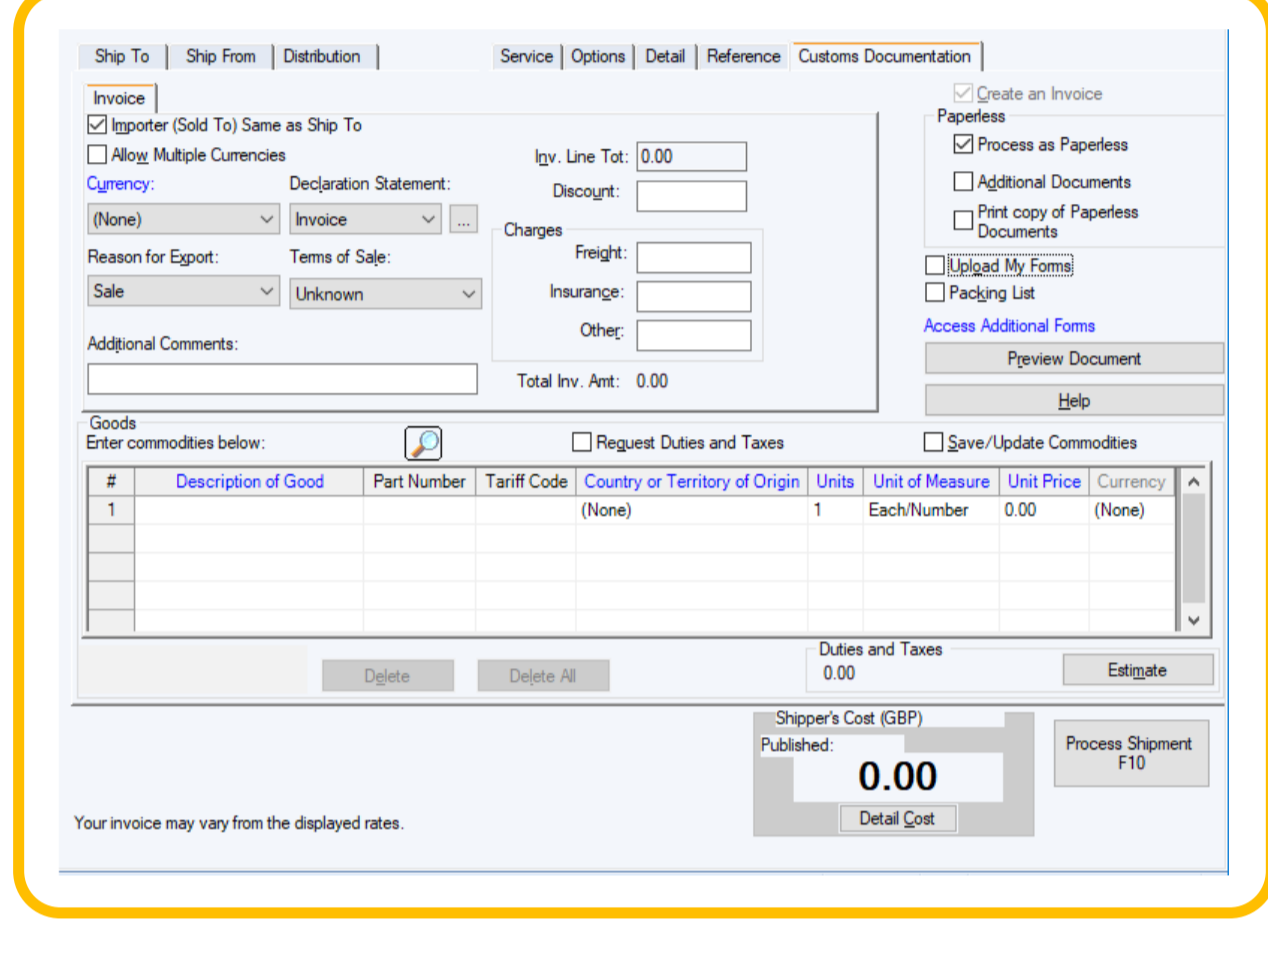 Ship To Ship From Distribution Service Options Detail Reference Customs Documentation
Invoice
Create an Invoice
Importer (Sold To) Same as Ship To
Paperless
Allow Multiple Currencies
Inv. Line Tot: 0.00
Process as Paperless
Currency: Declaration Statement:
Discount:
Additional Documents
(None) Invoice ...
Print copy of Paperless
Documents
Charges
Reason for Export: Terms of Sale:
Freight:
Upload My Forms
Sale Unknown
Insurance:
Packing List
Other:
Access Additional Forms
Additional Comments:
Preview Document
Total Inv. Amt: 0.00
Help
Goods
Enter commodities below:
Request Duties and Taxes
Save/Update Commodities
# Description of Good Part Number Tariff Code Country or Territory of Origin Units Unit of Measure Unit Price Currency
1 (None) 1 Each/Number 0.00 (None)
Duties and Taxes
Delete Delete All 0.00 Estimate
Shipper's Cost (GBP)
Published:
0.00
Process Shipment
F10
Detail Cost
Your invoice may vary from the displayed rates.